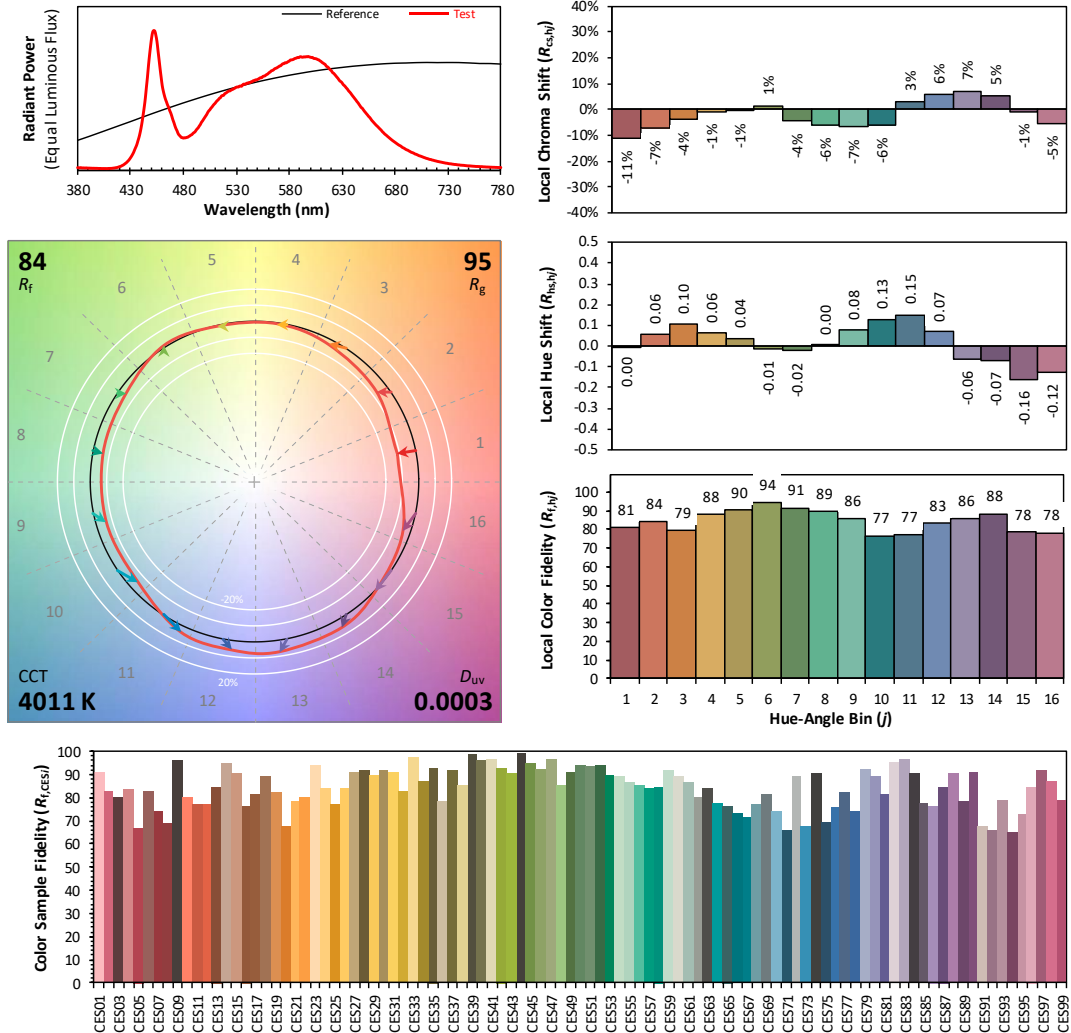 Reference
Test
Radiant Power
(Equal Luminous Flux)
380 430 480 530 580 630 680 730 780
Wavelength (nm)
Local Chroma Shift (Rcs,hj)
40%
30%
20%
10%
0%
-10%
-20%
-30%
-40%
-11% -7% -4% -1% -1% 1% -4% -6% -7% -6% 3% 6% 7% 5% -1% -5%
84
Rf
95
Rg
5 4
6 3
7 2
8 1
9 16
10 15
11 14
12 13
-20%
20%
CCT
4011 K
Duv
0.0003
Local Hue Shift (Rhs,hj)
0.5
0.4
0.3
0.2
0.1
0.0
-0.1
-0.2
-0.3
-0.4
-0.5
0.00 0.06 0.10 0.06 0.04 -0.01 -0.02 0.00 0.08 0.13 0.15 0.07 -0.06 -0.07 -0.16 -0.12
Local Color Fidelity (Rf,hj)
100
90
80
70
60
50
40
30
20
10
0
81 84 79 88 90 94 91 89 86 77 77 83 86 88 78 78
1 2 3 4 5 6 7 8 9 10 11 12 13 14 15 16
Hue-Angle Bin (j)
Color Sample Fidelity (Rf,CESi)
100
90
80
70
60
50
40
30
20
10
0
CES01 CES03 CES05 CES07 CES09 CES11 CES13 CES15 CES17 CES19 CES21 CES23 CES25 CES27 CES29 CES31 CES33 CES35 CES37 CES39 CES41 CES43 CES45 CES47 CES49 CES51 CES53 CES55 CES57 CES59 CES61 CES63 CES65 CES67 CES69 CES71 CES73 CES75 CES77 CES79 CES81 CES83 CES85 CES87 CES89 CES91 CES93 CES95 CES97 CES99